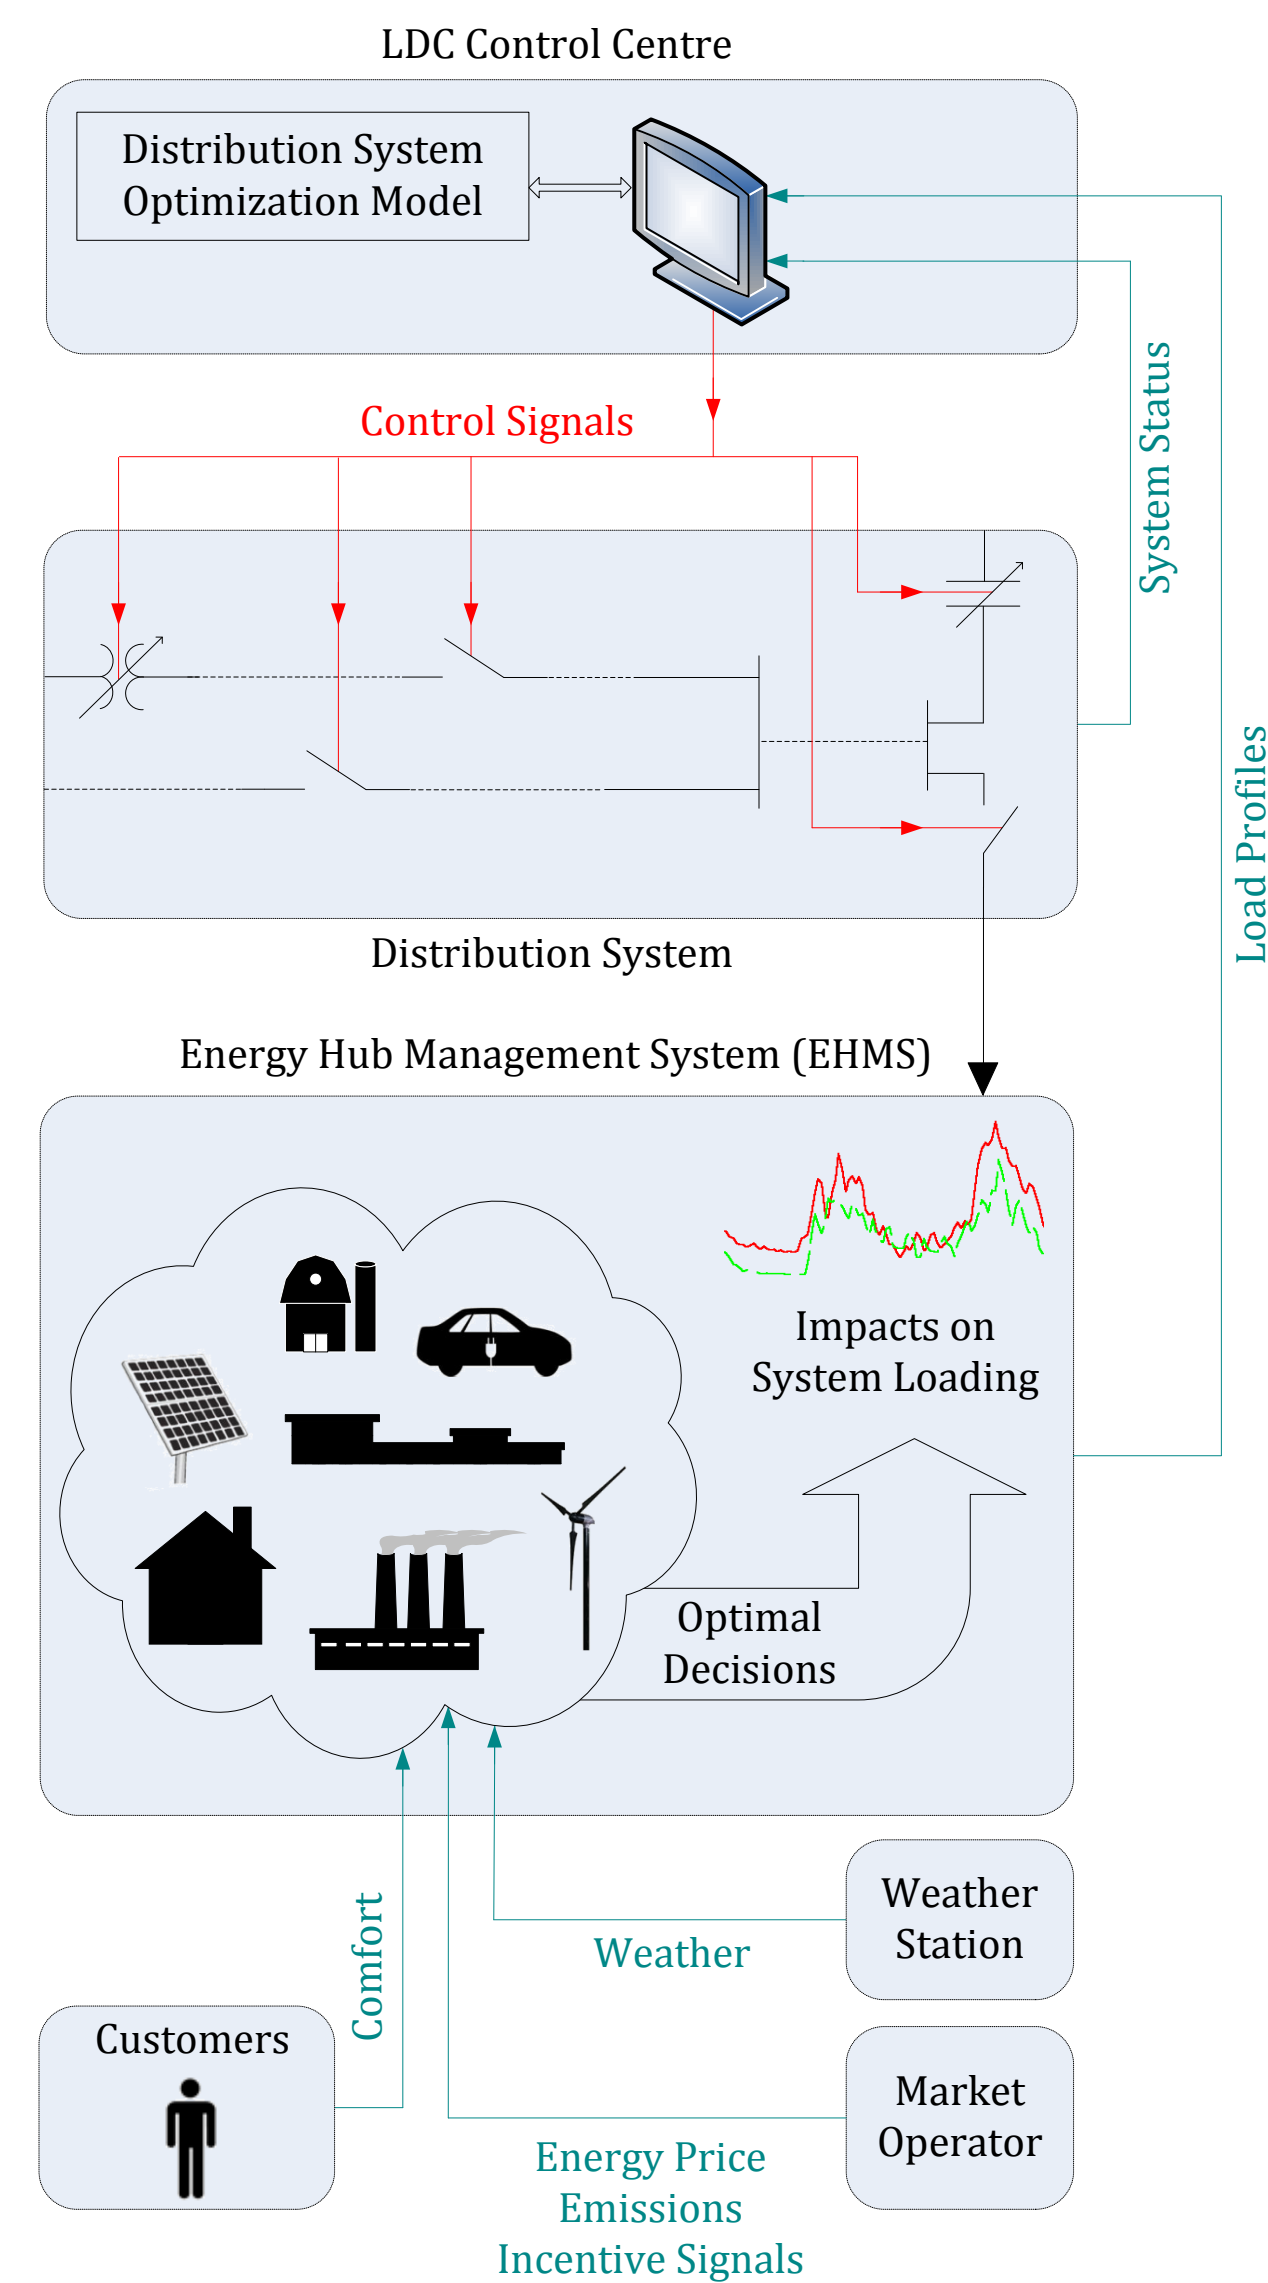 LDC Control Centre
Distribution System
Optimization Model
Control Signals
System Status
Load Profiles
Distribution System
Energy Hub Management System (EHMS)
Impacts on
System Loading
Optimal
Decisions
Weather
Station
Weather
Comfort
Customers
Market
Operator
Energy Price
Emissions
Incentive Signals